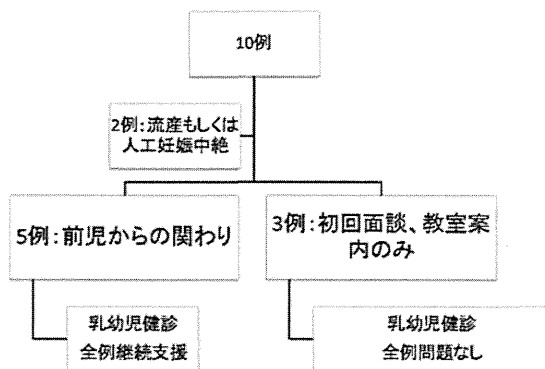 10例
2例：流産もしくは
人工妊娠中絶
5例：前児からの関わり
3例：初回面談、教室案
内のみ
乳幼児健診
全例継続支援
乳幼児健診
全例問題なし